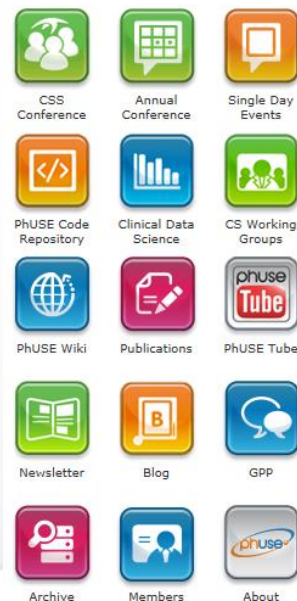 CSS
Conference
Annual
Conference
Single Day
Events
</>
PhUSE Code
Repository
Clinical Data
Science
CS Working
Groups
phuse
Tube
PhUSE Wiki
Publications
PhUSE Tube
B
Newsletter
Blog
GPP
phuse
Archive
Members
About